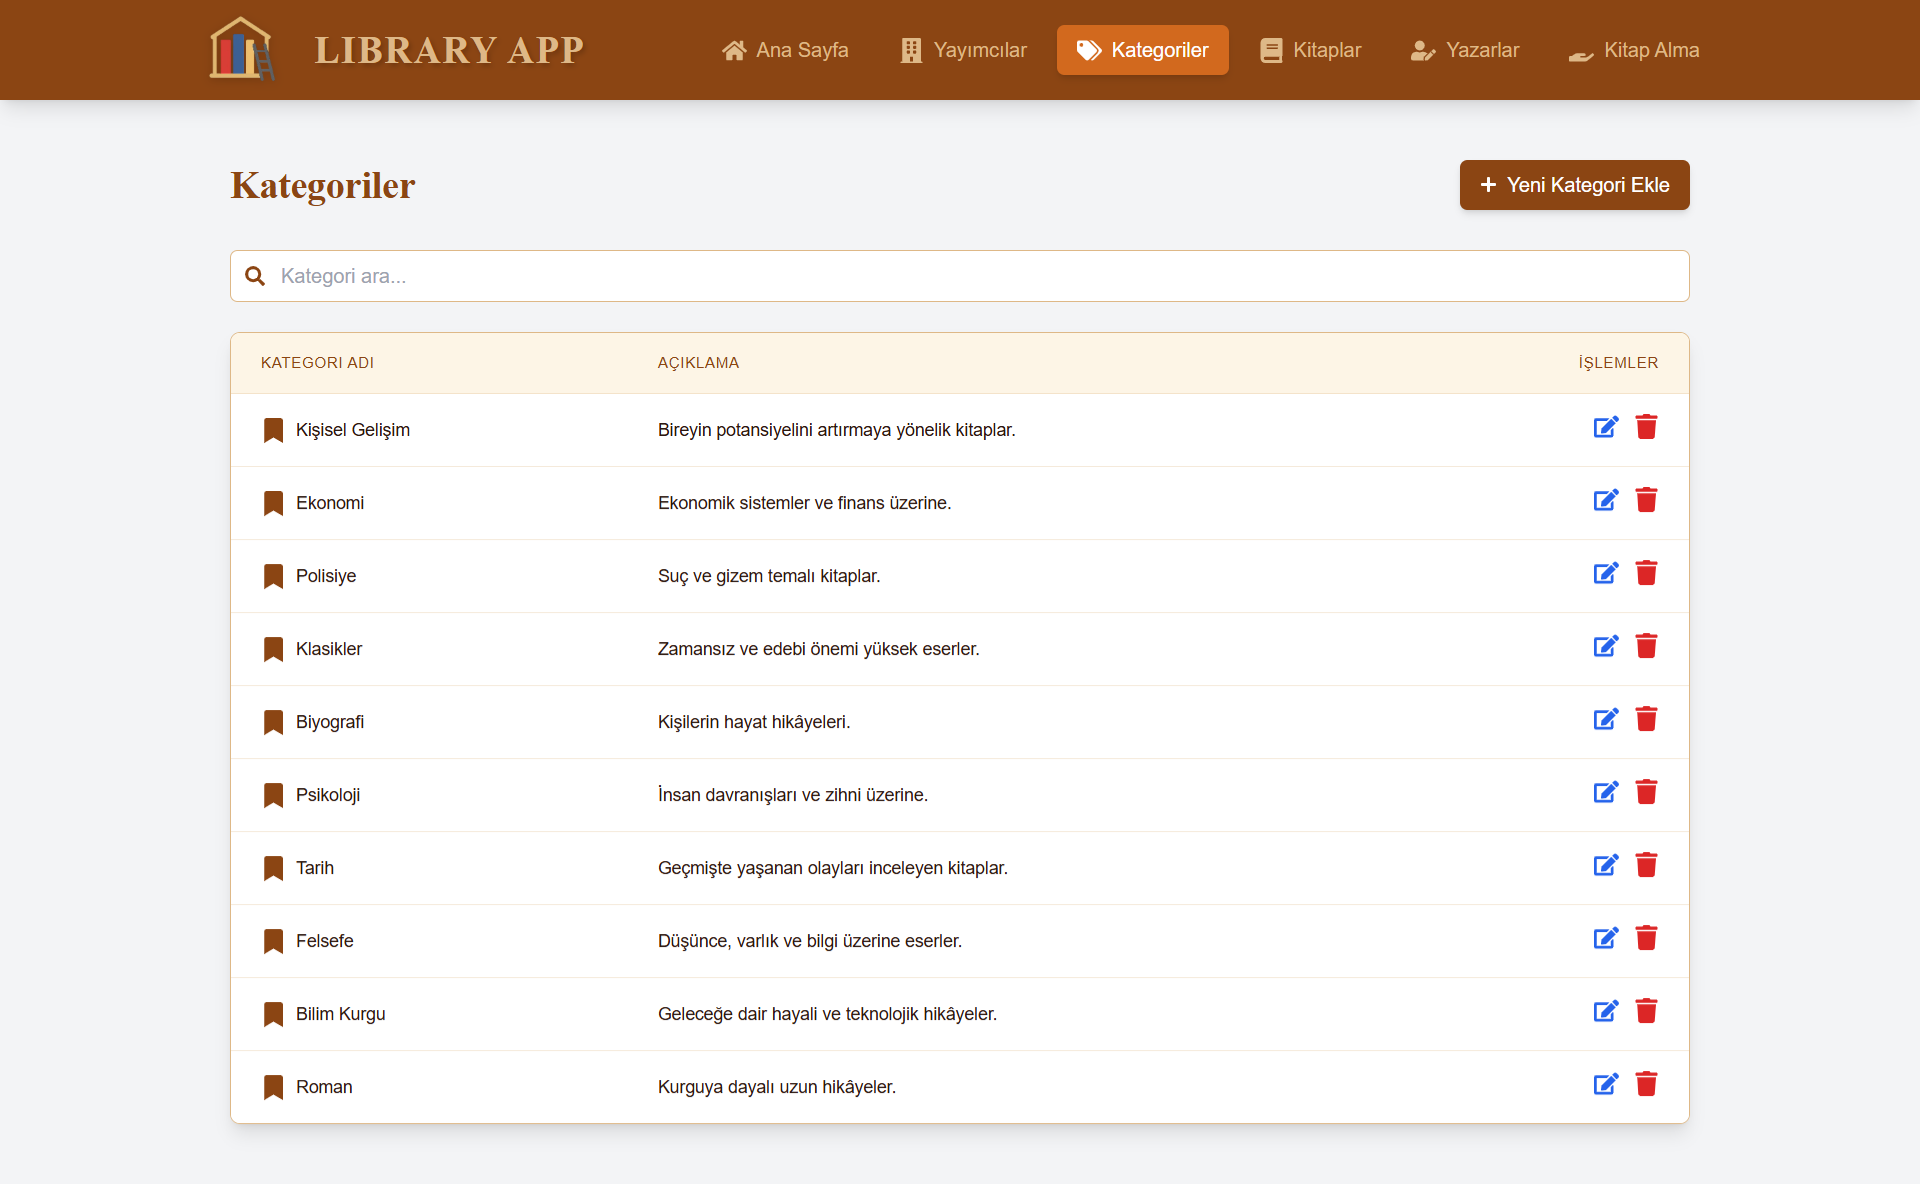 LIBRARY APP
Ana Sayfa
Yayımcılar
Kategoriler
Kitaplar
Yazarlar
Kitap Alma
Kategoriler
Yeni Kategori Ekle
Kategori ara...
KATEGORI ADI AÇIKLAMA İŞLEMLER
Kişisel Gelişim Bireyin potansiyelini artırmaya yönelik kitaplar.
Ekonomi Ekonomik sistemler ve finans üzerine.
Polisiye Suç ve gizem temalı kitaplar.
Klasikler Zamansız ve edebi önemi yüksek eserler.
Biyografi Kişilerin hayat hikâyeleri.
Psikoloji İnsan davranışları ve zihni üzerine.
Tarih Geçmişte yaşanan olayları inceleyen kitaplar.
Felsefe Düşünce, varlık ve bilgi üzerine eserler.
Bilim Kurgu Geleceğe dair hayali ve teknolojik hikâyeler.
Roman Kurguya dayalı uzun hikâyeler.